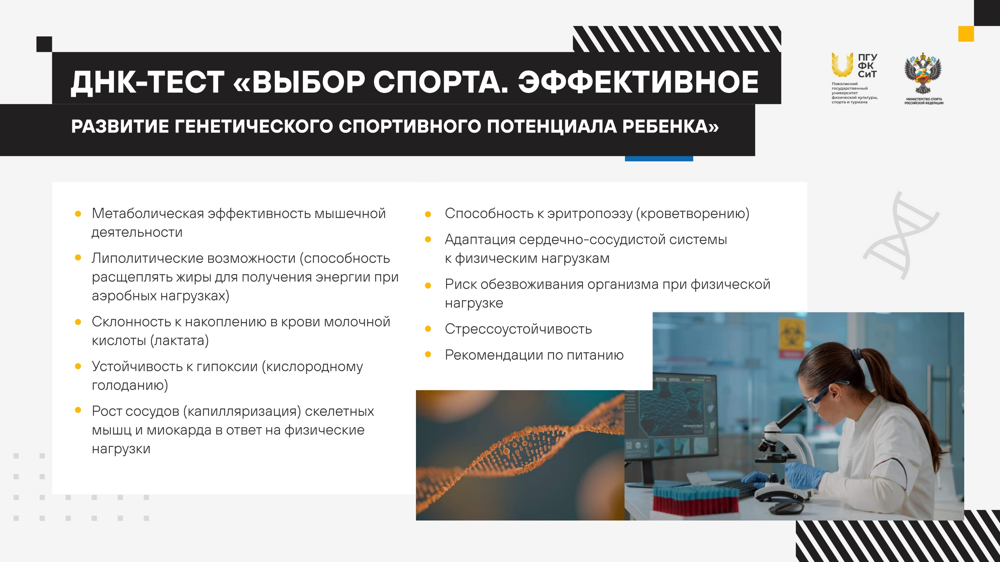 ДНК-ТЕСТ «ВЫБОР СПОРТА. ЭФФЕКТИВНОЕ
РАЗВИТИЕ ГЕНЕТИЧЕСКОГО СПОРТИВНОГО ПОТЕНЦИАЛА РЕБЕНКА»
ПГУ
ФК
СиТ
Поволжский
государственный
университет
физической культуры,
спорта и туризма
МИНИСТЕРСТВО СПОРТА
РОССИЙСКОЙ ФЕДЕРАЦИИ
Метаболическая эффективность мышечной
деятельности
Липолитические возможности (способность
расщеплять жиры для получения энергии при
аэробных нагрузках)
Склонность к накоплению в крови молочной
кислоты (лактата)
Устойчивость к гипоксии (кислородному
голоданию)
Рост сосудов (капилляризация) скелетных
мышц и миокарда в ответ на физические
нагрузки
Способность к эритропоэзу (кроветворению)
Адаптация сердечно-сосудистой системы
к физическим нагрузкам
Риск обезвоживания организма при физической
нагрузке
Стрессоустойчивость
Рекомендации по питанию